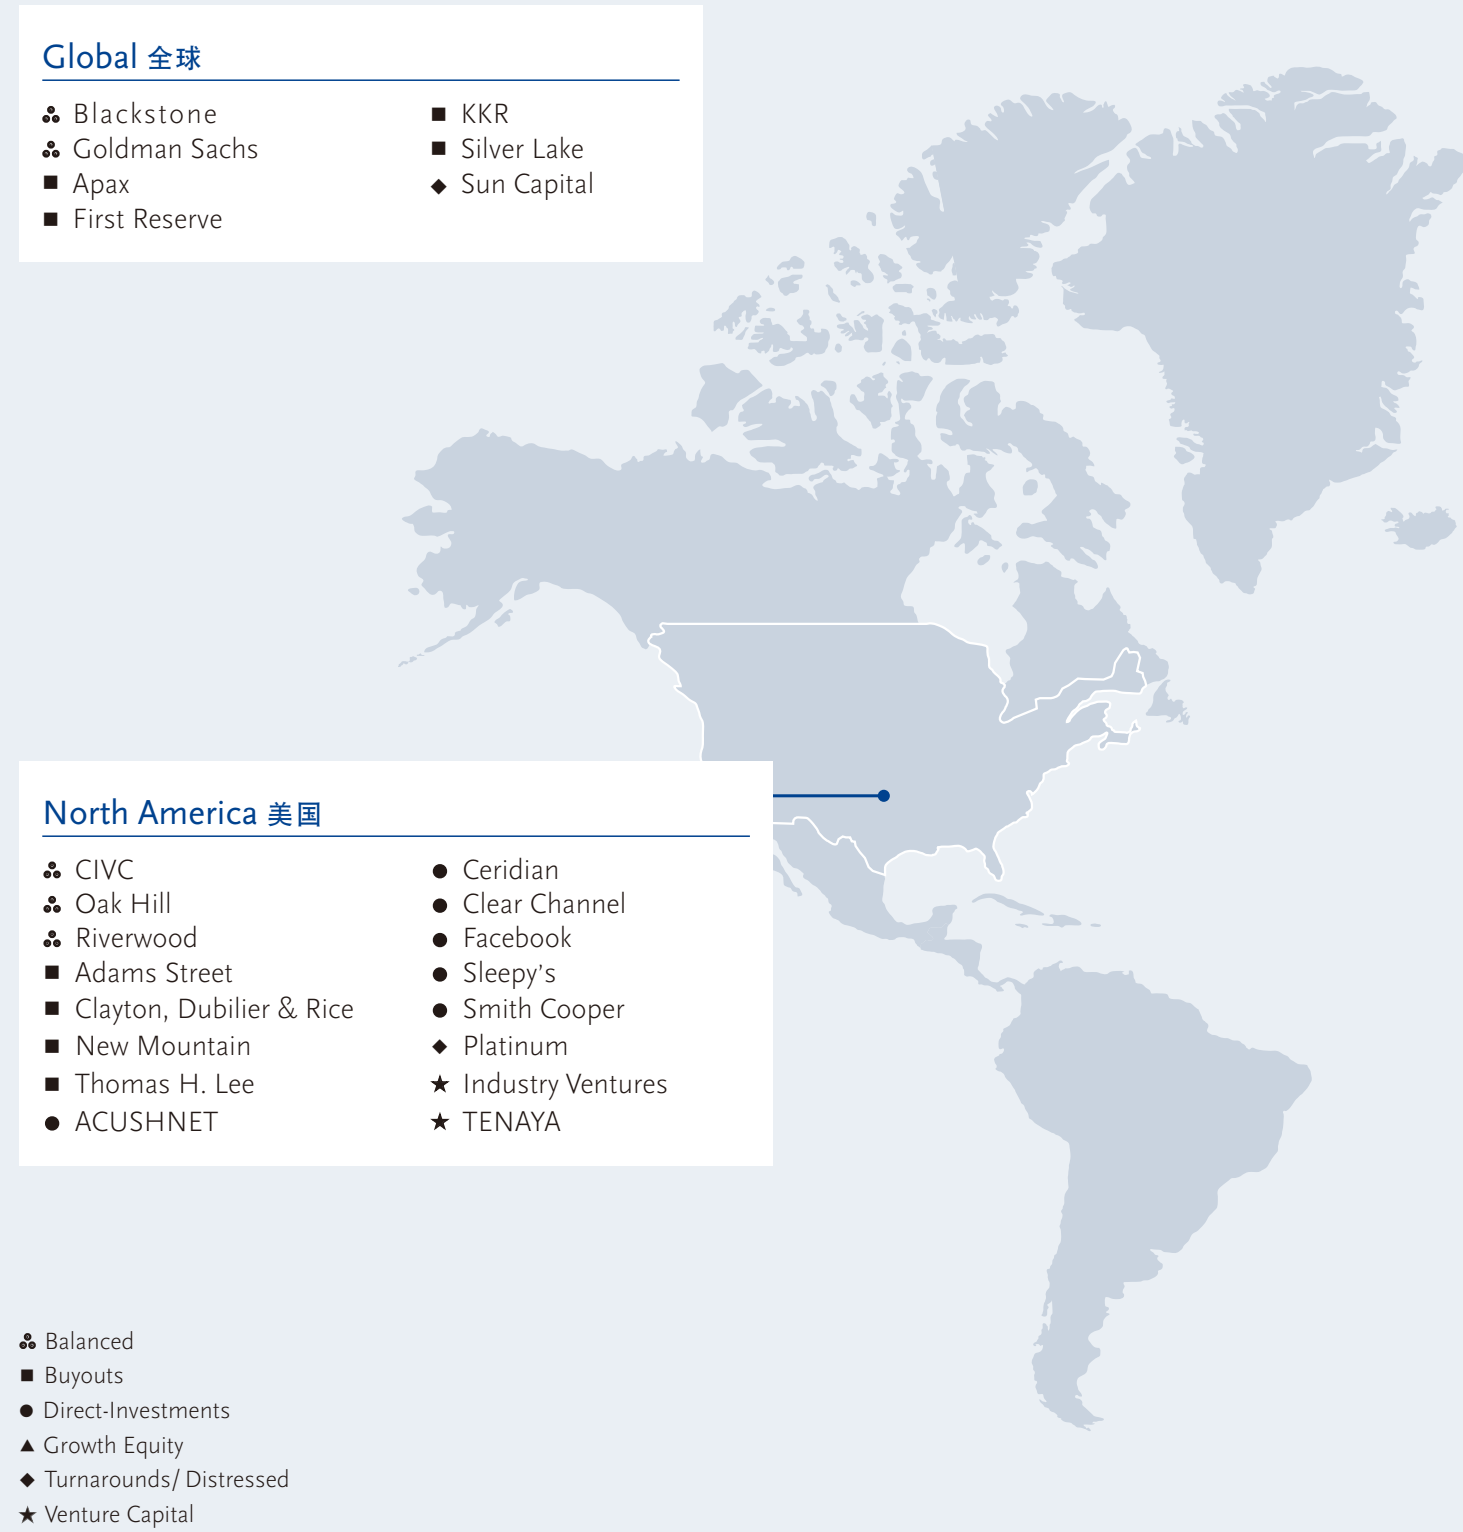 Global 全球
Blackstone
Goldman Sachs
Apax
First Reserve
KKR
Silver Lake
Sun Capital
North America 美国
CIVC
Oak Hill
Riverwood
Adams Street
Clayton, Dubilier & Rice
New Mountain
Thomas H. Lee
ACUSHNET
Ceridian
Clear Channel
Facebook
Sleepy’s
Smith Cooper
Platinum
Industry Ventures
TENAYA
Balanced
Buyouts
Direct-Investments
Growth Equity
Turnarounds/ Distressed
Venture Capital